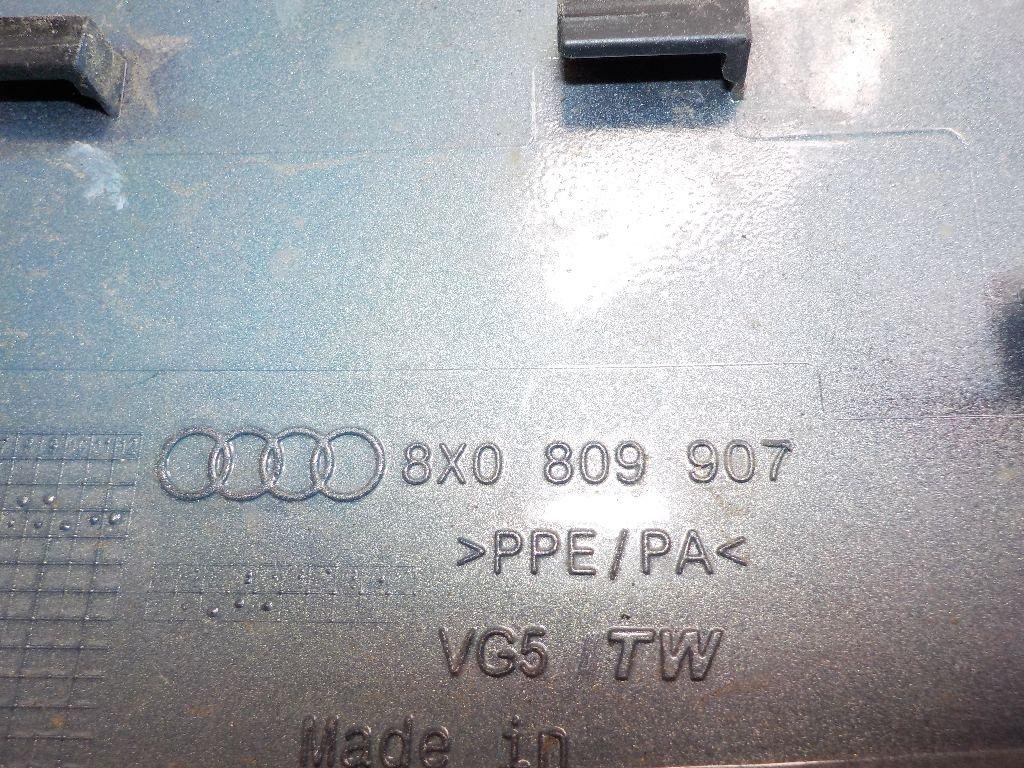 8X0 809 907
>PPE/PA<
VG5 TW
Made in